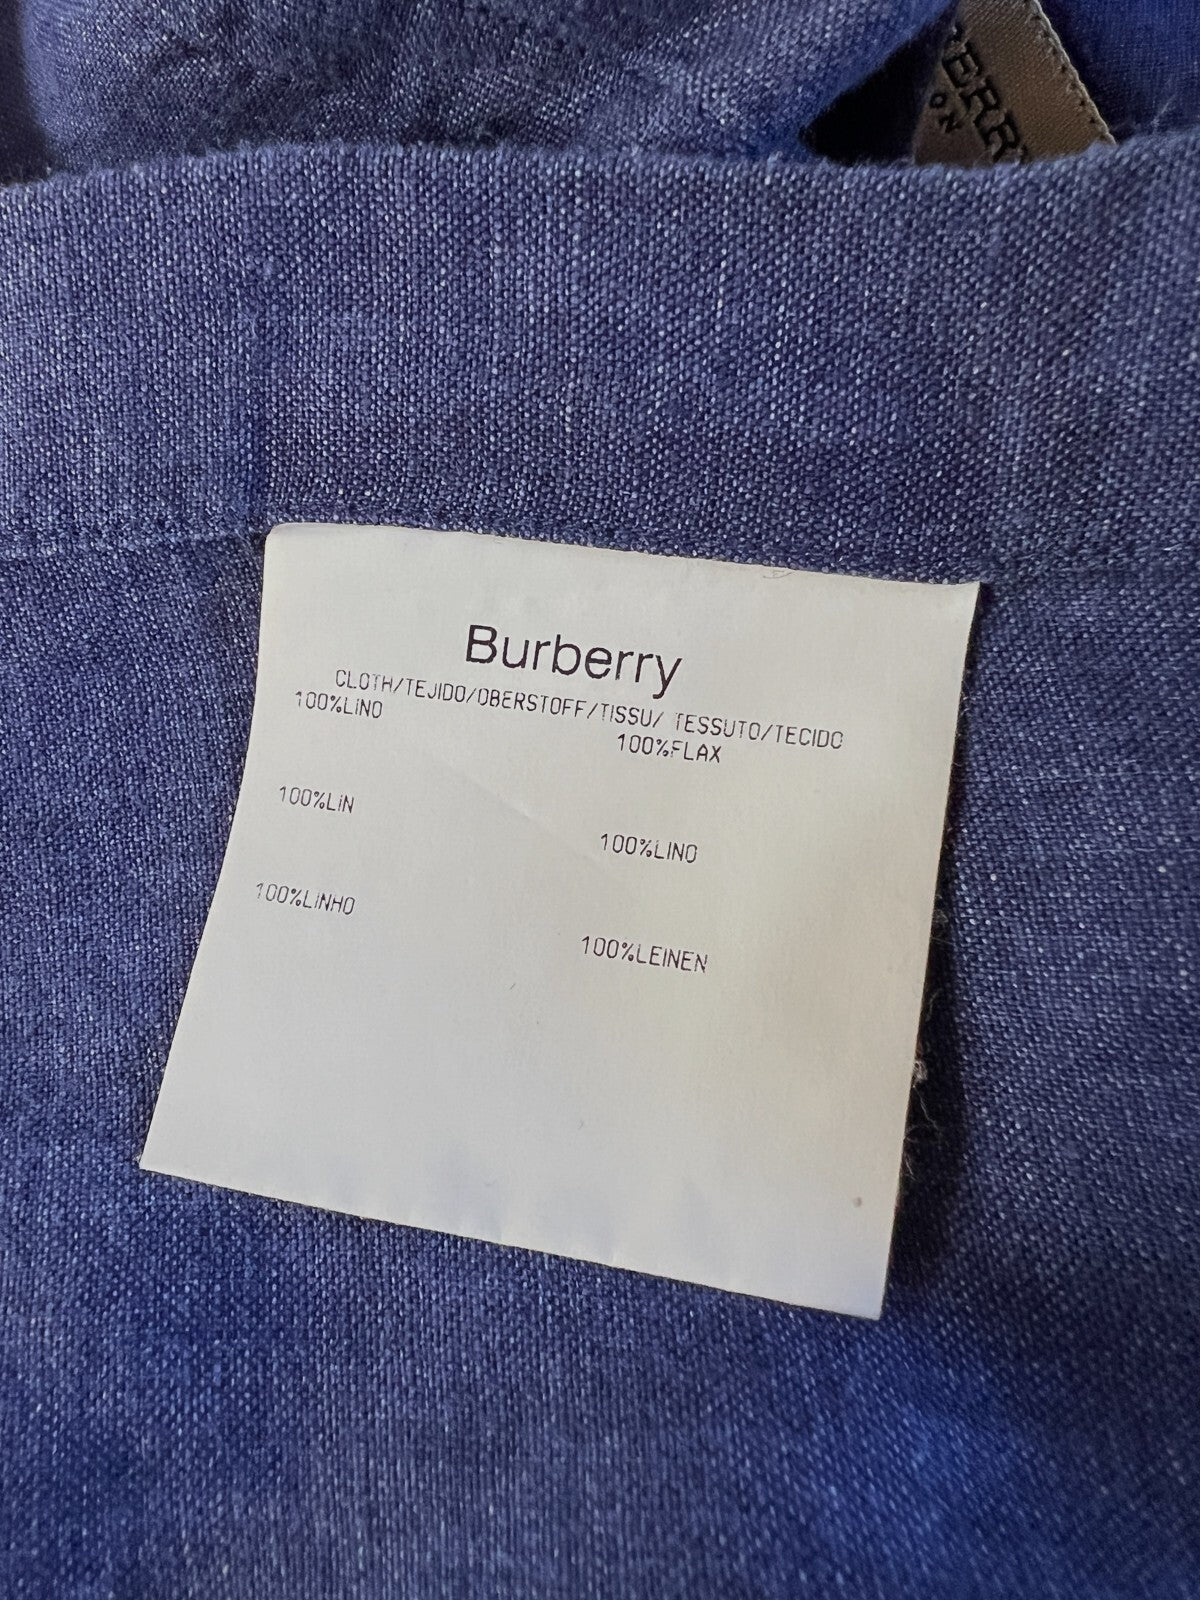 Burberry
CLOTH/TEJIDO/OBERSTOFF/TISSU/ TESSUTO/TECIDO
100%LiNO
100%FLAX
100%LiN
100%LINO
100%LiNHO
100%LEINEN